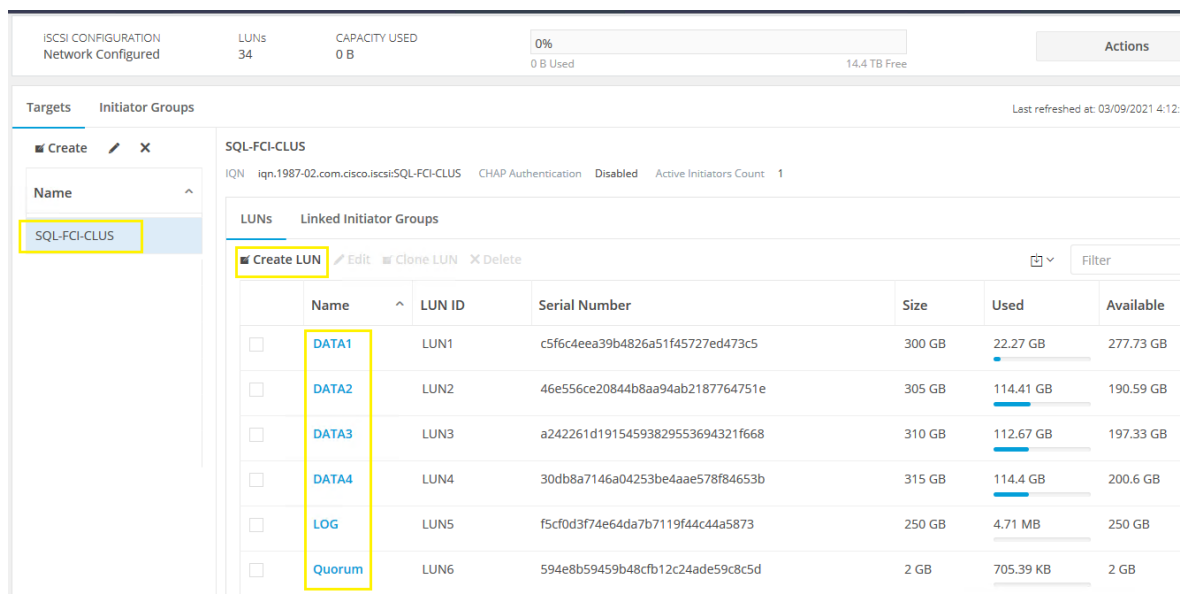 iSCSI CONFIGURATION LUNs CAPACITY USED
Network Configured 34 0 B
0%
0 B Used 14.4 TB Free
Actions
Targets Initiator Groups
Last refreshed at: 03/09/2021 4:12:
Create
SQL-FCI-CLUS
IQN iqn.1987-02.com.cisco.iscsi:SQL-FCI-CLUS CHAP Authentication Disabled Active Initiators Count 1
Name
SQL-FCI-CLUS
LUNs Linked Initiator Groups
Create LUN Edit Clone LUN Delete Filter
Name LUN ID Serial Number Size Used Available
DATA1 LUN1 c5f6c4eea39b4826a51f45727ed473c5 300 GB 22.27 GB 277.73 GB
DATA2 LUN2 46e556ce20844b8aa94ab2187764751e 305 GB 114.41 GB 190.59 GB
DATA3 LUN3 a242261d19154593829553694321f668 310 GB 112.67 GB 197.33 GB
DATA4 LUN4 30db8a7146a04253be4aae578f84653b 315 GB 114.4 GB 200.6 GB
LOG LUN5 f5cf0d3f74e64da7b7119f44c44a5873 250 GB 4.71 MB 250 GB
Quorum LUN6 594e8b59459b48cfb12c24ade59c8c5d 2 GB 705.39 KB 2 GB